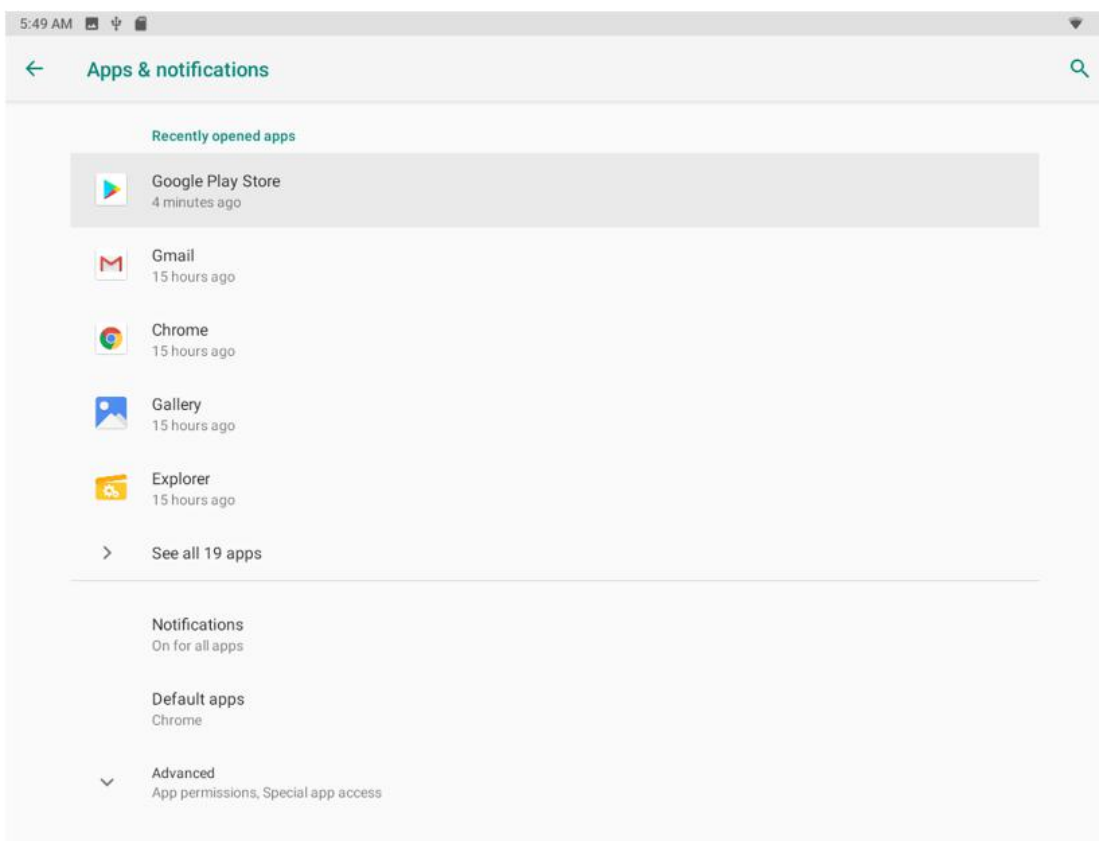 5:49 AM
Apps & notifications
Recently opened apps
Google Play Store
4 minutes ago
Gmail
15 hours ago
Chrome
15 hours ago
Gallery
15 hours ago
Explorer
15 hours ago
See all 19 apps
Notifications
On for all apps
Default apps
Chrome
Advanced
App permissions, Special app access